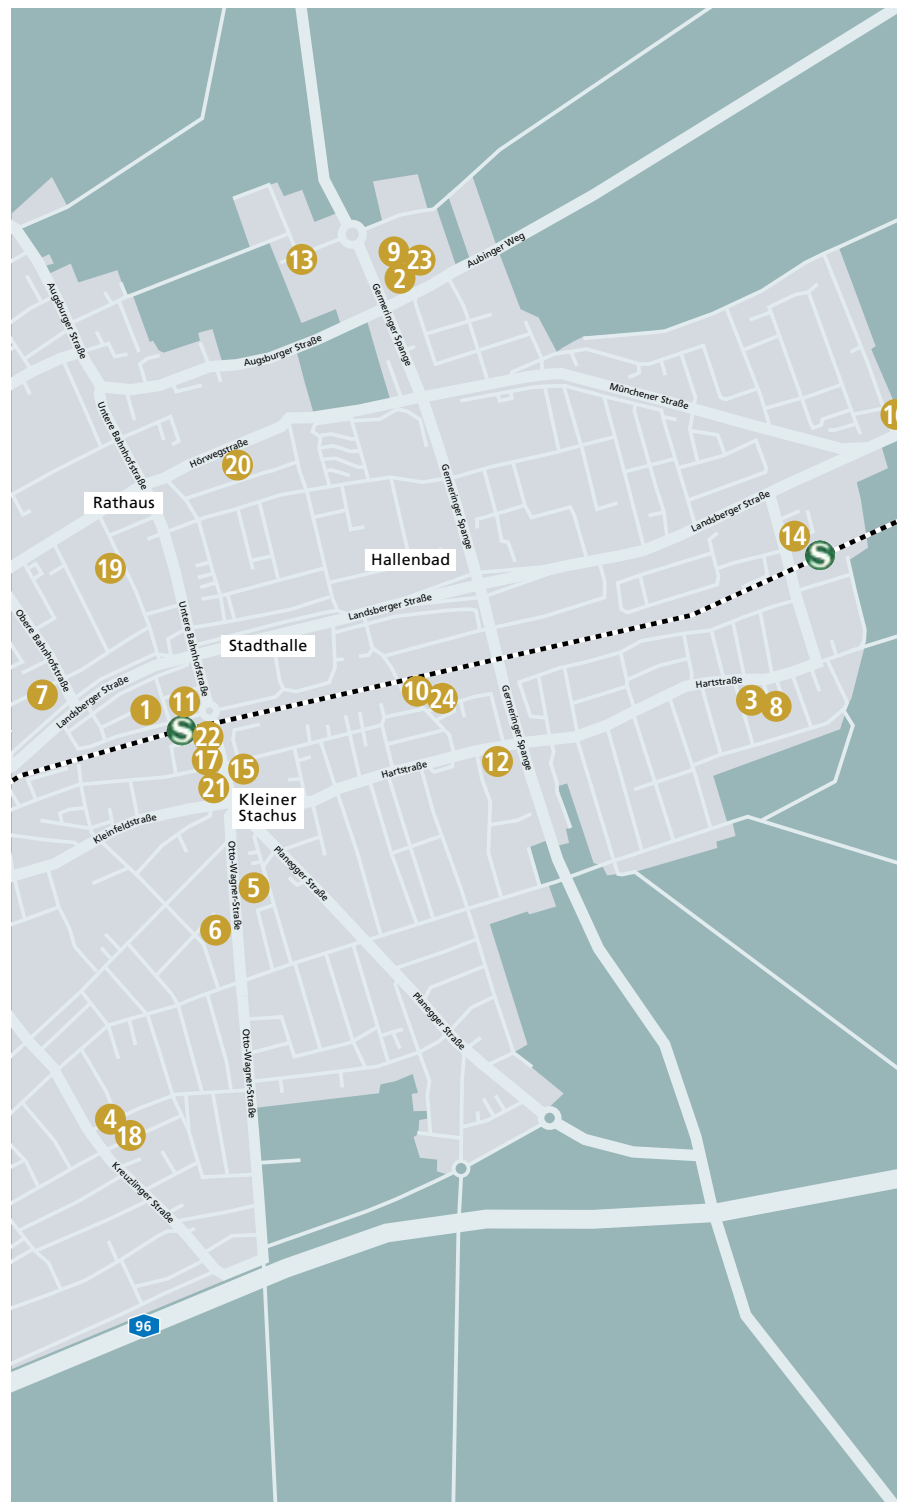 13
9
23
2
Aubinger Weg
Augsburger Straße
Germeringer Spange
Augsburger Straße
Münchener Straße
Untere Bahnhofstraße
Hörwegstraße
20
Germeringer Spange
Rathaus
Landsberger Straße
14
S
Hallenbad
19
Landsberger Straße
Obere Bahnhofstraße
Untere Bahnhofstraße
Stadthalle
7
Landsberger Straße
1
11
S
22
10
24
Germeringer Spange
Hartstraße
3
8
17
15
21
Hartstraße
12
Kleiner
Stachus
Kleinfeldstraße
Otto-Wagner-Straße
Planegger Straße
5
6
Planegger Straße
Otto-Wagner-Straße
4
18
Kreuzlinger Straße
96